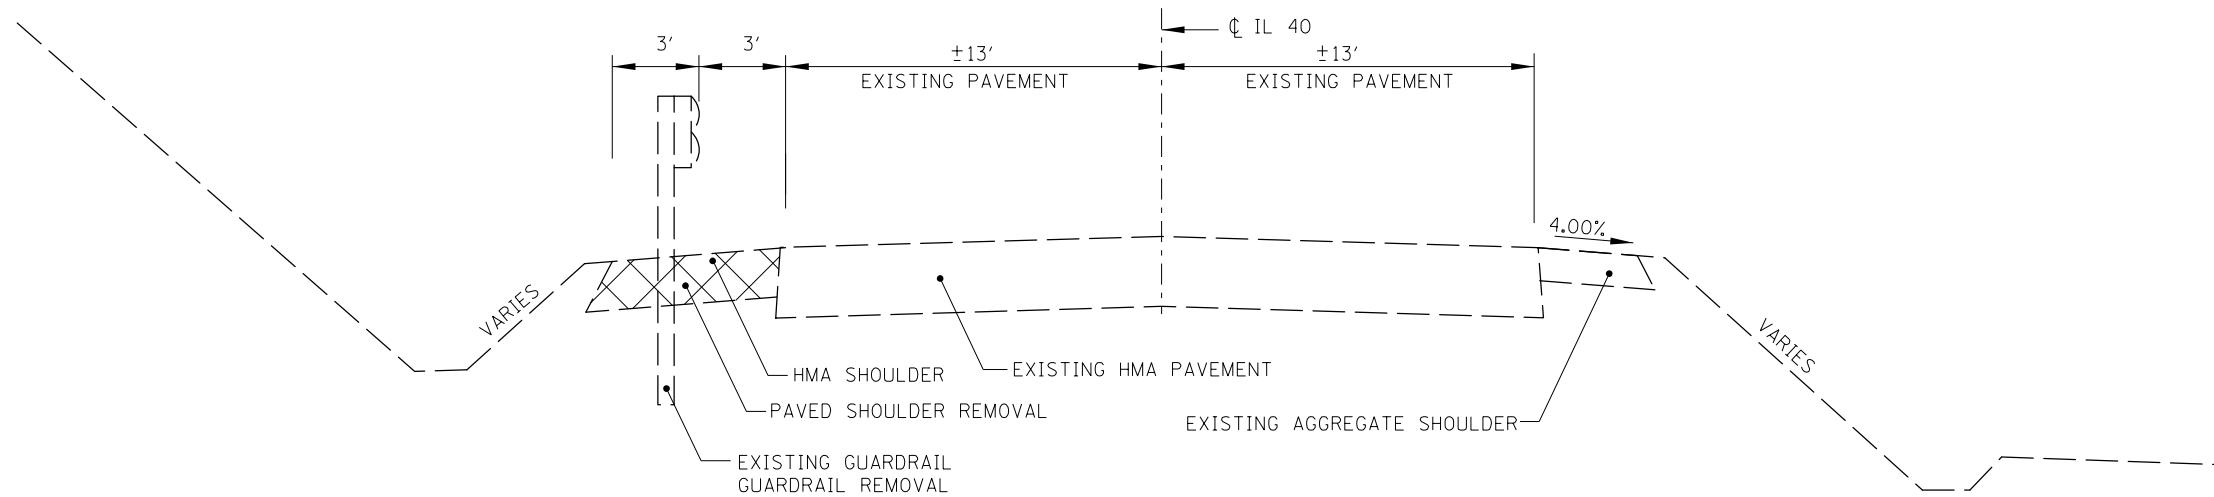 ℄ IL 40
3'
3'
±13'
±13'
EXISTING PAVEMENT
EXISTING PAVEMENT
4.00%
VARIES
VARIES
HMA SHOULDER
EXISTING HMA PAVEMENT
PAVED SHOULDER REMOVAL
EXISTING AGGREGATE SHOULDER
EXISTING GUARDRAIL
GUARDRAIL REMOVAL